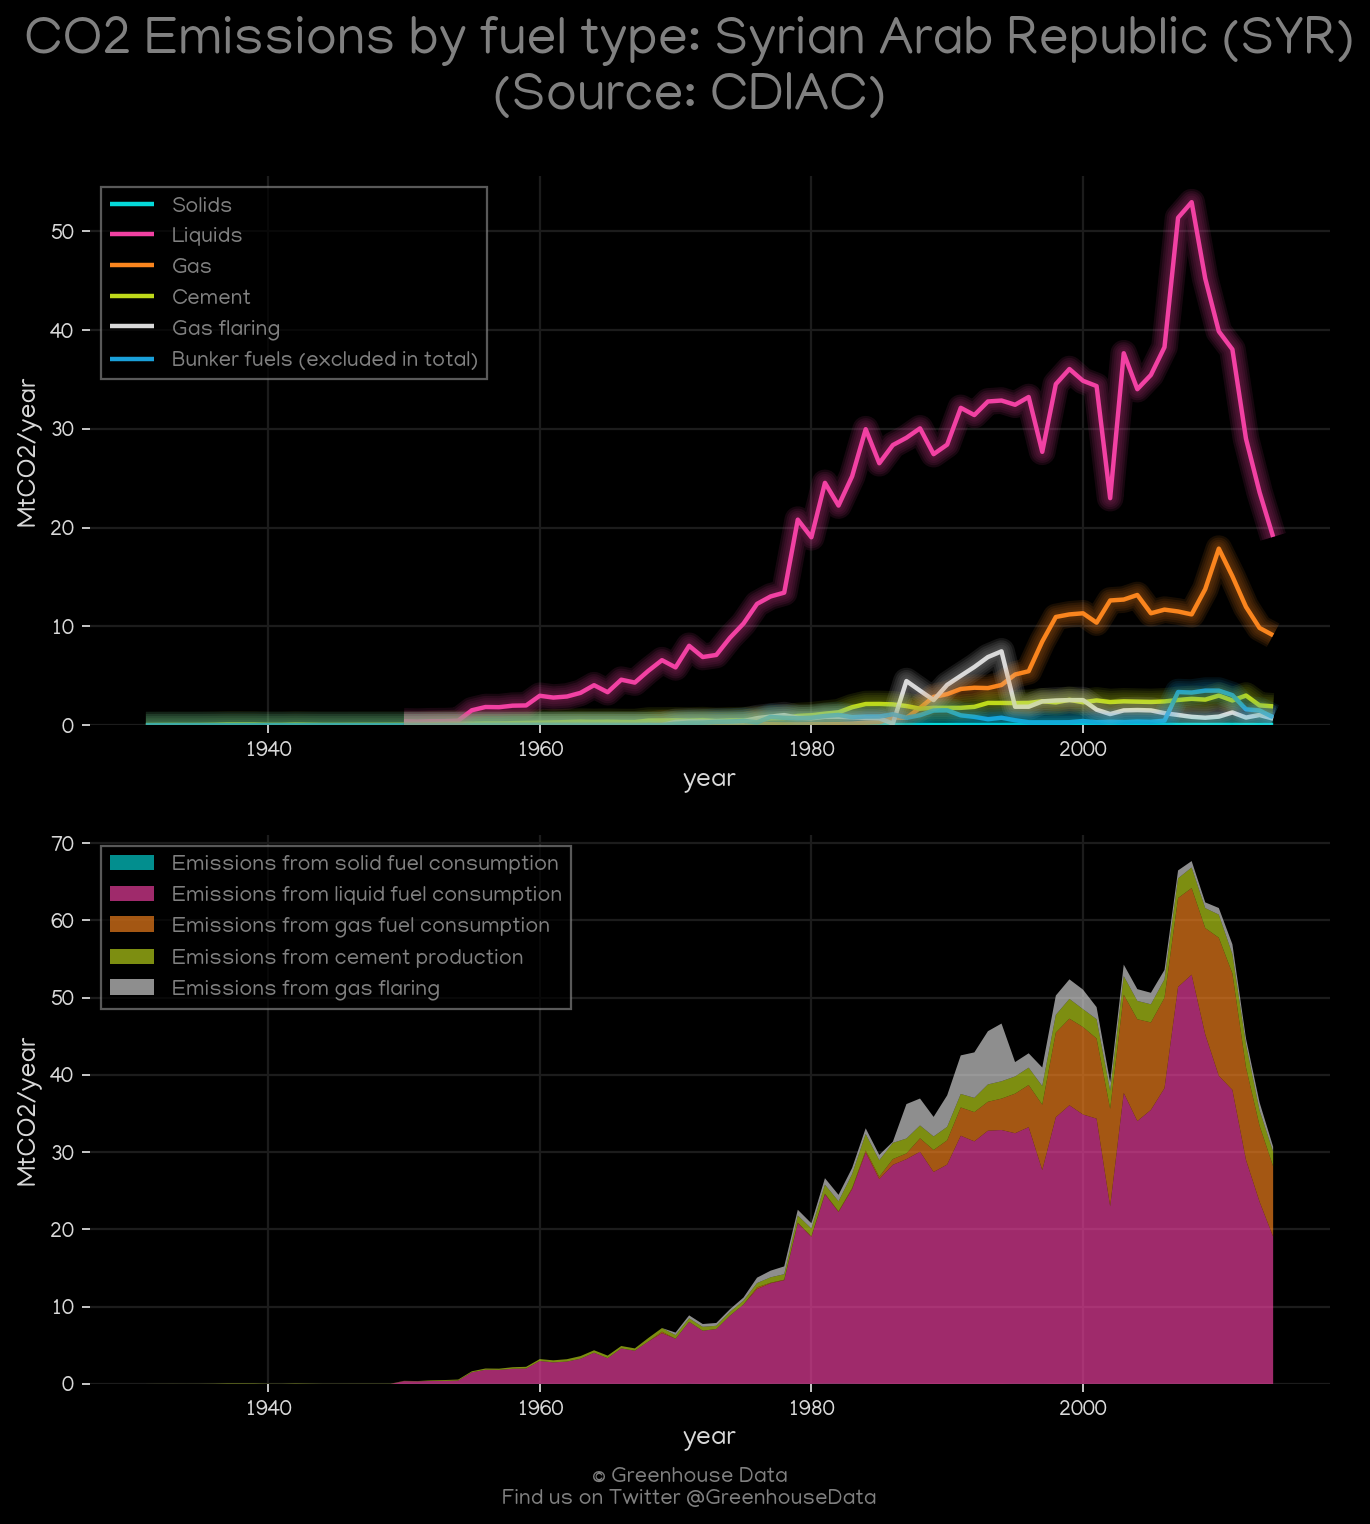 CO2 Emissions by fuel type: Syrian Arab Republic (SYR)
(Source: CDIAC)
Solids
Liquids
Gas
Cement
Gas flaring
Bunker fuels (excluded in total)
50
40
30
20
10
0
MtCO2/year
1940 1960 1980 2000
year
Emissions from solid fuel consumption
Emissions from liquid fuel consumption
Emissions from gas fuel consumption
Emissions from cement production
Emissions from gas flaring
70
60
50
40
30
20
10
0
MtCO2/year
1940 1960 1980 2000
year
© Greenhouse Data
Find us on Twitter @GreenhouseData